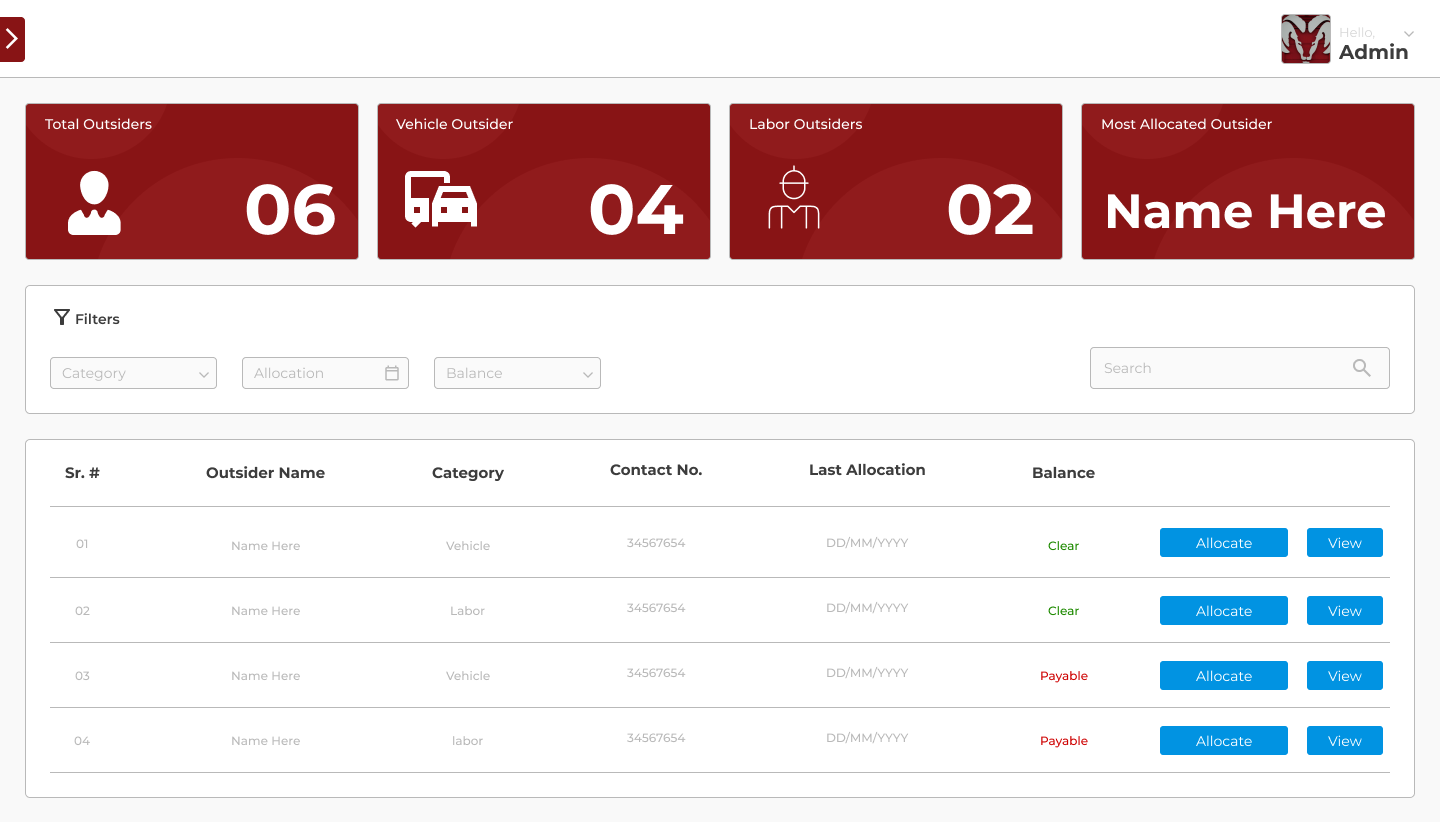 Hello,
Admin
Total Outsiders
06
Vehicle Outsider
04
Labor Outsiders
02
Most Allocated Outsider
Name Here
Filters
Category
Allocation
Balance
Search
Sr. # Outsider Name Category Contact No. Last Allocation Balance
01 Name Here Vehicle 34567654 DD/MM/YYYY Clear Allocate View
02 Name Here Labor 34567654 DD/MM/YYYY Clear Allocate View
03 Name Here Vehicle 34567654 DD/MM/YYYY Payable Allocate View
04 Name Here labor 34567654 DD/MM/YYYY Payable Allocate View